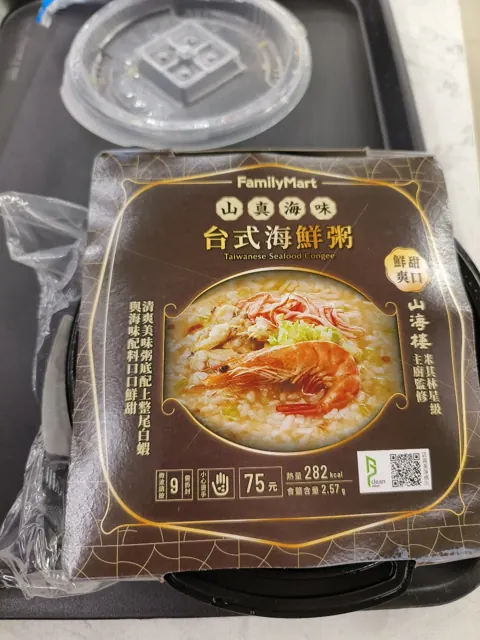 FamilyMart
山真海味
台式海鮮粥
Taiwanese Seafood Congee
鮮甜
爽口
山海樓
米其林星級
主廚監修
清爽美味粥底配上整尾白蝦
與海味配料口口鮮甜
9
小心燙手
75元
熱量 282 kcal
食鹽含量 2.57 g
clean